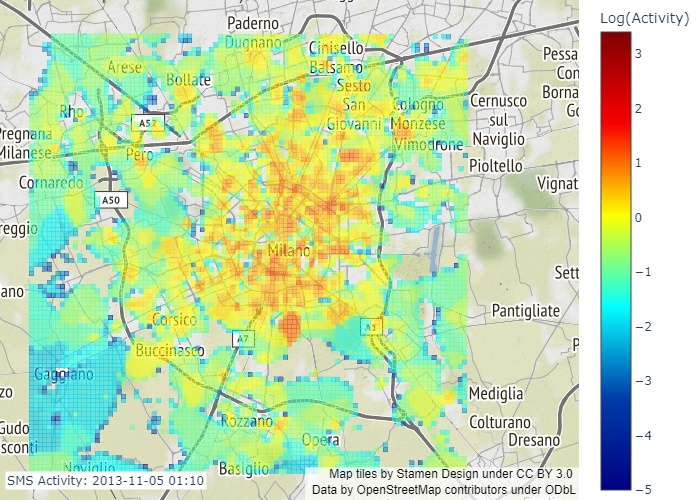 Log(Activity)
Paderno
Dugnano
Cinisello
Balsamo
Arese
Bollate
Sesto
San
Giovanni
Cologno
Monzese
Vimodrone
Cernusco
sul
Naviglio
Pioltello
Pessa
Con
Borna
Go
Rho
A52
Pregnana
Milanese
Pero
Cornaredo
A50
Vignat
reggio
Milano
Sett
ano
Pantigliate
Corsico
A7
Buccinasco
Gaggiano
P
zo
Mediglia
Rozzano
Colturano
Dresano
Opera
Gudo
sconti
Noviglio
Basiglio
3
2
1
0
−1
−2
−3
−4
−5
SMS Activity: 2013-11-05 01:10
Map tiles by Stamen Design under CC BY 3.0
Data by OpenStreetMap contributors under ODbL